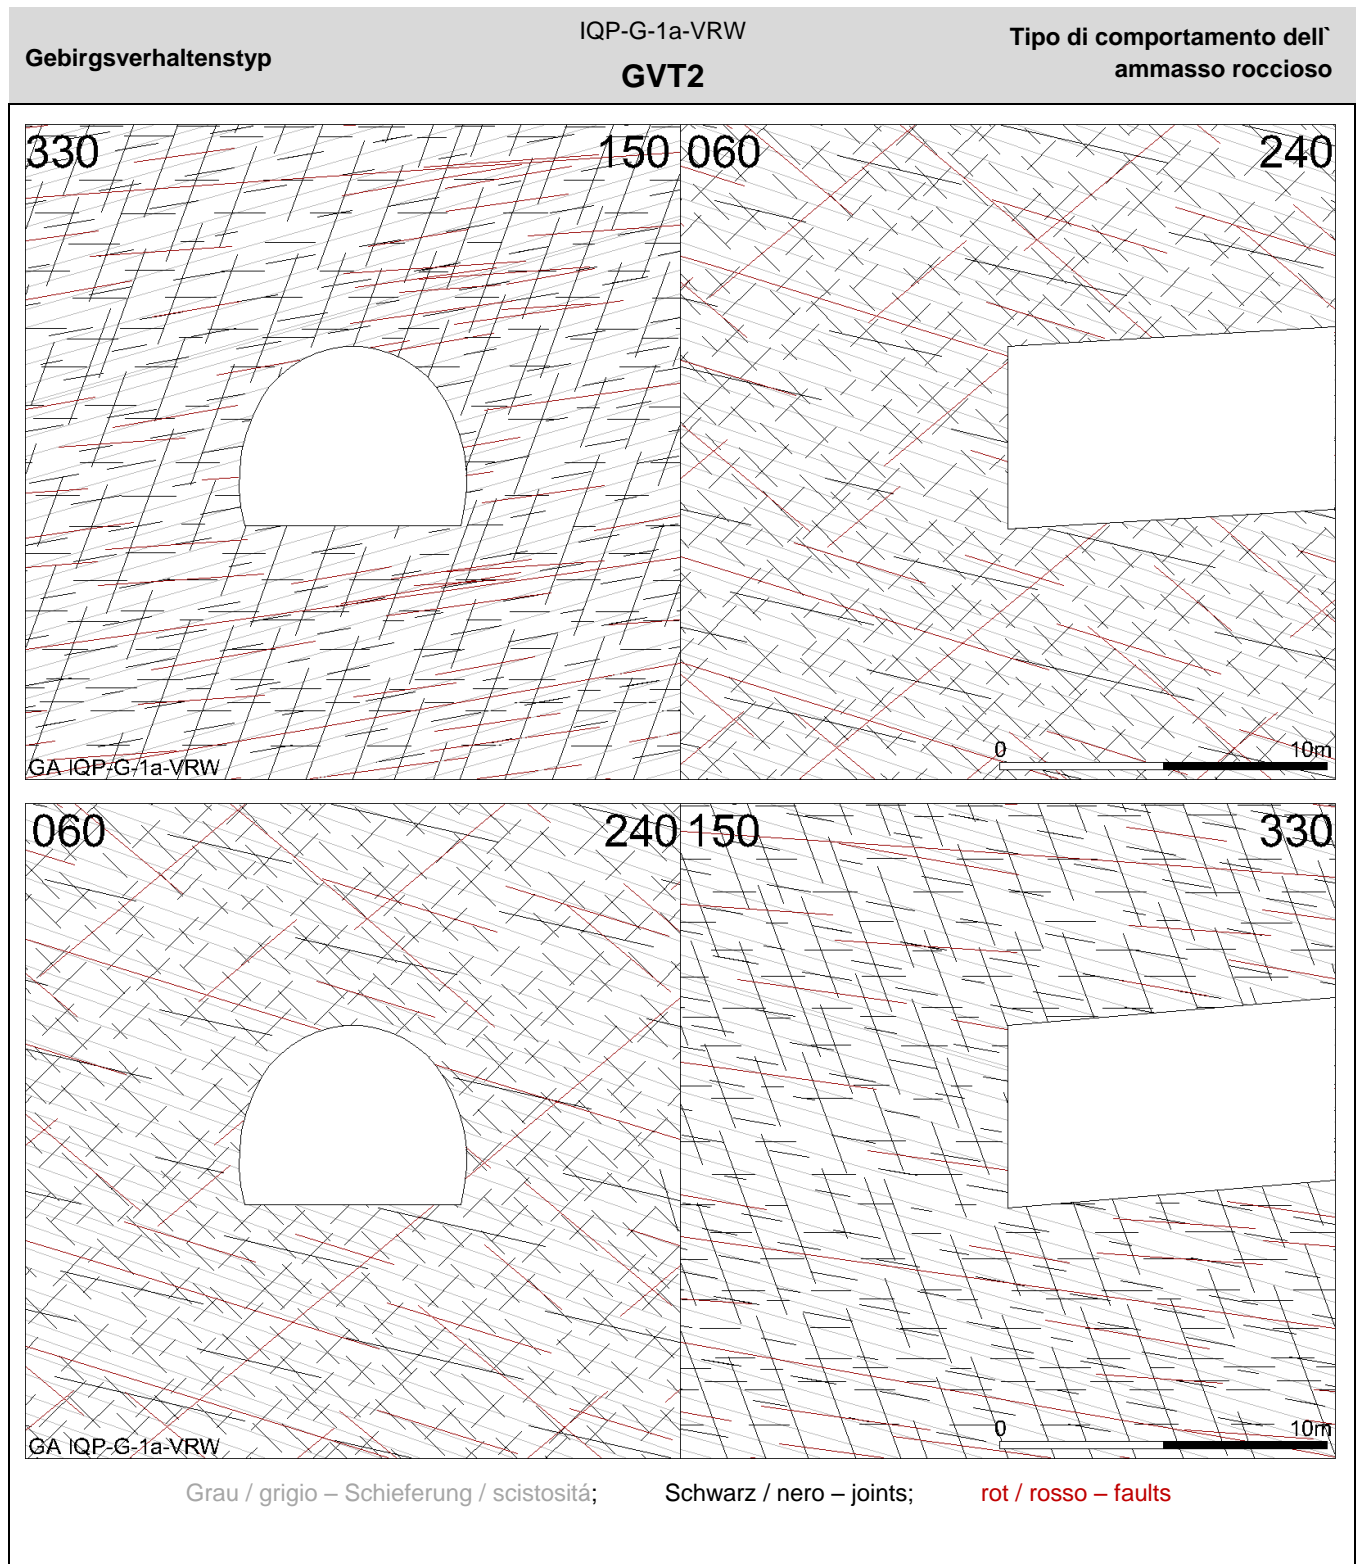 Gebirgsverhaltenstyp
IQP-G-1a-VRW
GVT2
Tipo di comportamento dell`
ammasso roccioso
330
150
060
240
GA IQP-G-1a-VRW
0
10m
060
240
150
330
GA IQP-G-1a-VRW
0
10m
Grau / grigio – Schieferung / scistositá; Schwarz / nero – joints; rot / rosso – faults